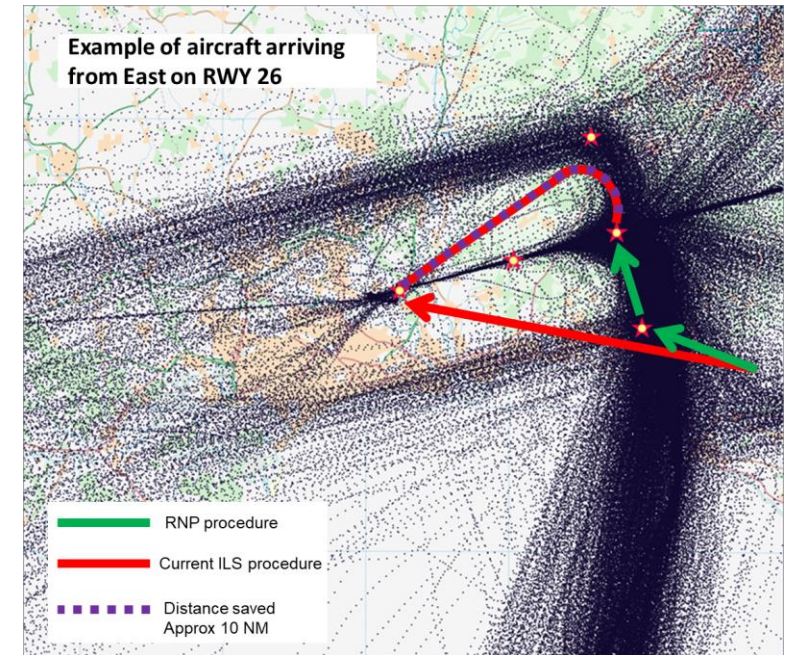 Example of aircraft arriving
from East on RWY 26
RNP procedure
Current ILS procedure
Distance saved
Approx 10 NM